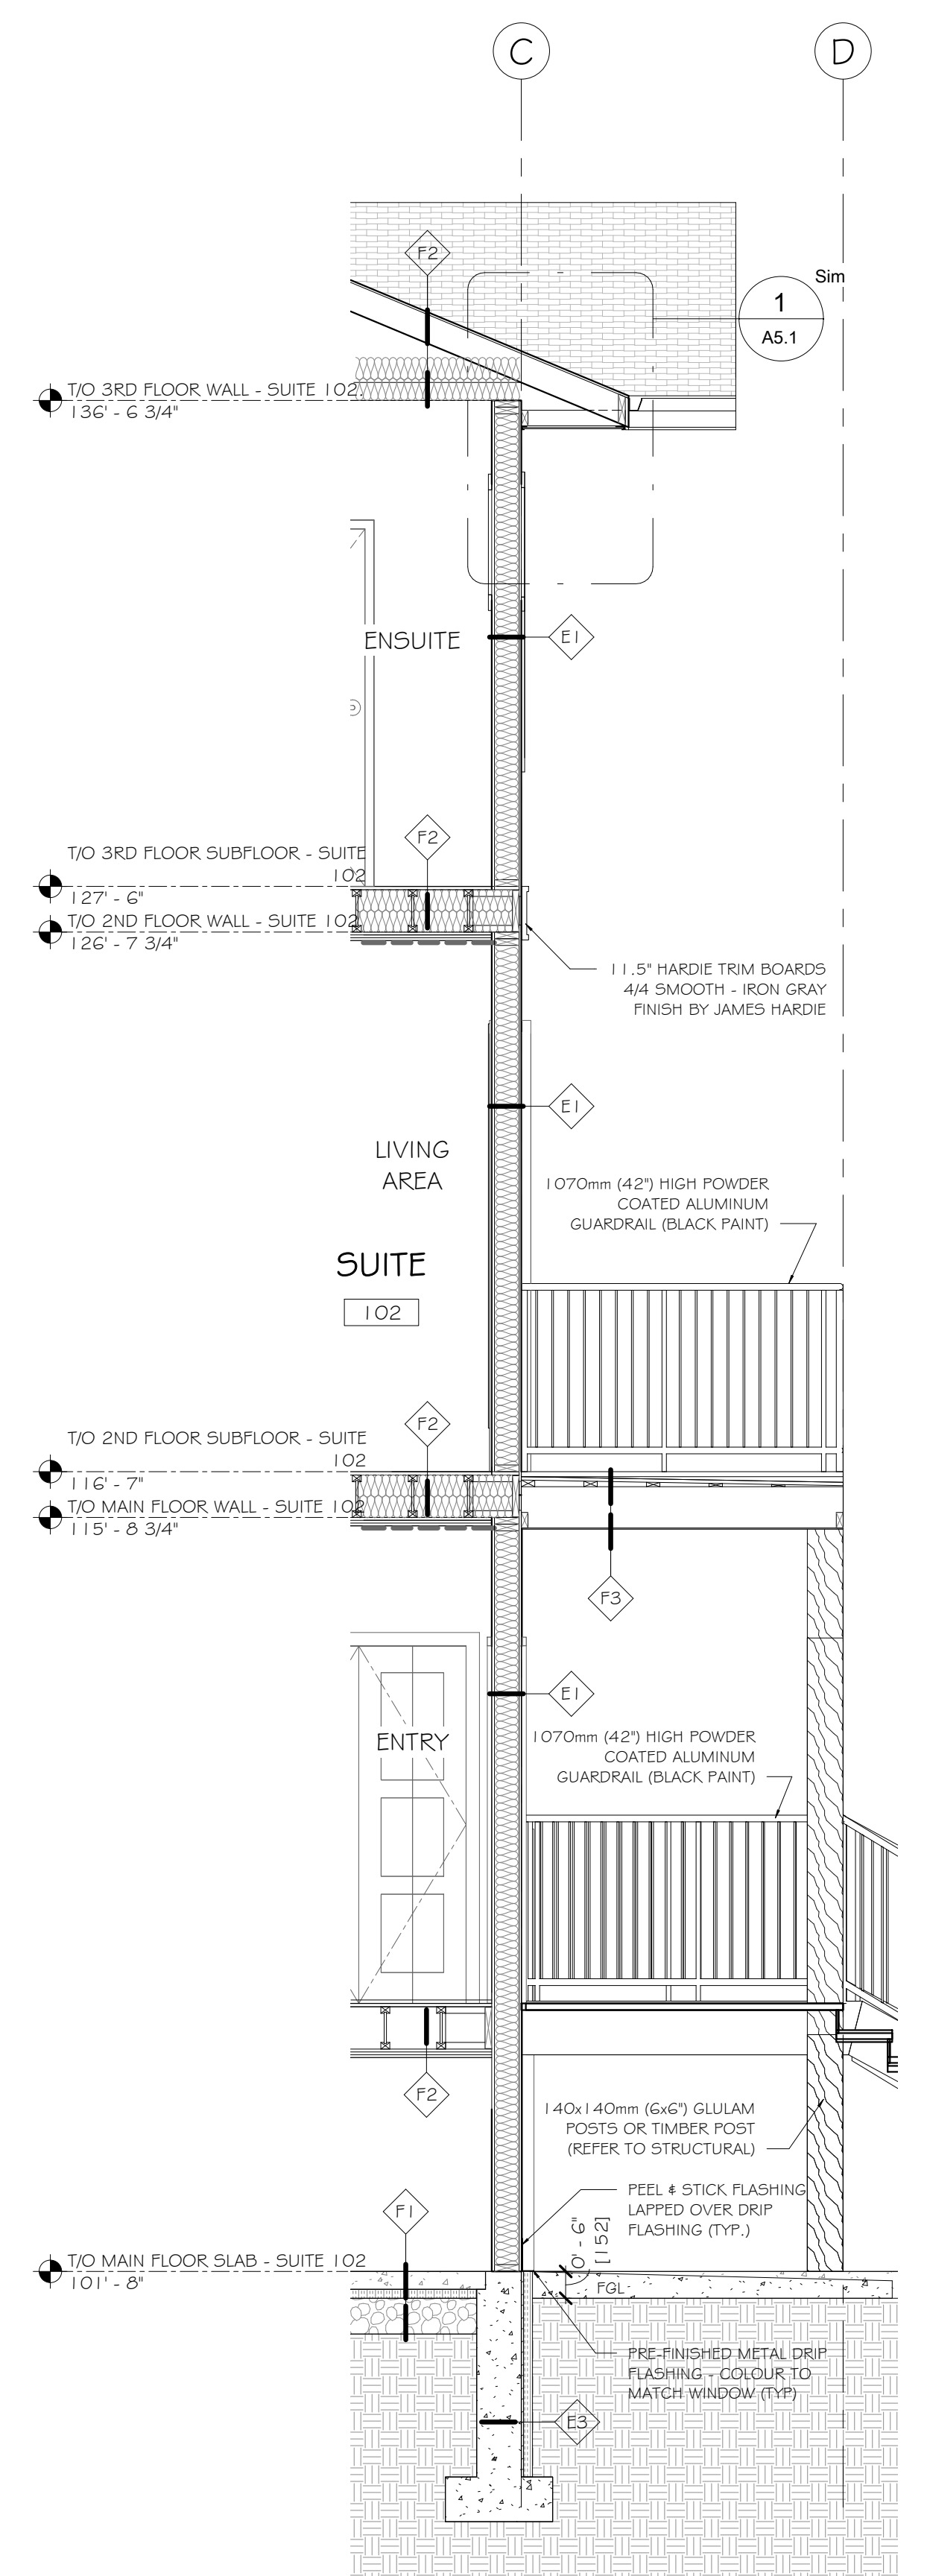 C
D
F2
Sim
1
A5.1
T/O 3RD FLOOR WALL - SUITE 102.
136' - 6 3/4"
ENSUITE
E1
F2
T/O 3RD FLOOR SUBFLOOR - SUITE
102
127' - 6"
T/O 2ND FLOOR WALL - SUITE 102
126' - 7 3/4"
11.5" HARDIE TRIM BOARDS
4/4 SMOOTH - IRON GRAY
FINISH BY JAMES HARDIE
E1
LIVING
AREA
1070mm (42") HIGH POWDER
COATED ALUMINUM
GUARDRAIL (BLACK PAINT)
SUITE
102
F2
T/O 2ND FLOOR SUBFLOOR - SUITE
102
116' - 7"
T/O MAIN FLOOR WALL - SUITE 102
115' - 8 3/4"
F3
E1
ENTRY
1070mm (42") HIGH POWDER
COATED ALUMINUM
GUARDRAIL (BLACK PAINT)
F2
140x140mm (6x6") GLULAM
POSTS OR TIMBER POST
(REFER TO STRUCTURAL)
PEEL & STICK FLASHING
LAPPED OVER DRIP
FLASHING (TYP.)
F1
0' - 6"
[152]
T/O MAIN FLOOR SLAB - SUITE 102
101' - 8"
FGL
PRE-FINISHED METAL DRIP
FLASHING - COLOUR TO
MATCH WINDOW (TYP)
E3